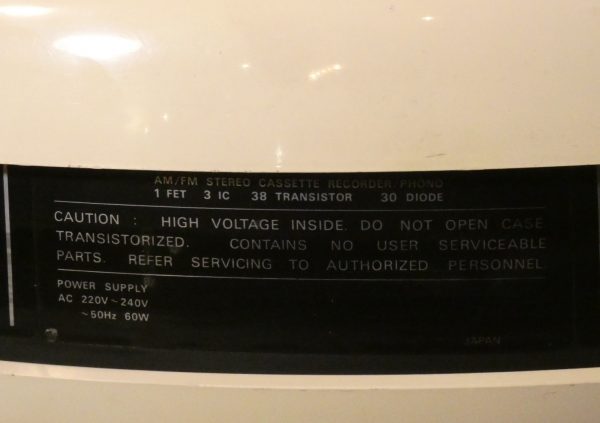 AM/FM STEREO CASSETTE RECORDER/PHONO
1 FET 3 IC 38 TRANSISTOR 30 DIODE
CAUTION : HIGH VOLTAGE INSIDE. DO NOT OPEN CASE
TRANSISTORIZED. CONTAINS NO USER SERVICEABLE
PARTS. REFER SERVICING TO AUTHORIZED PERSONNEL
POWER SUPPLY
AC 220V~240V
~50Hz 60W
JAPAN